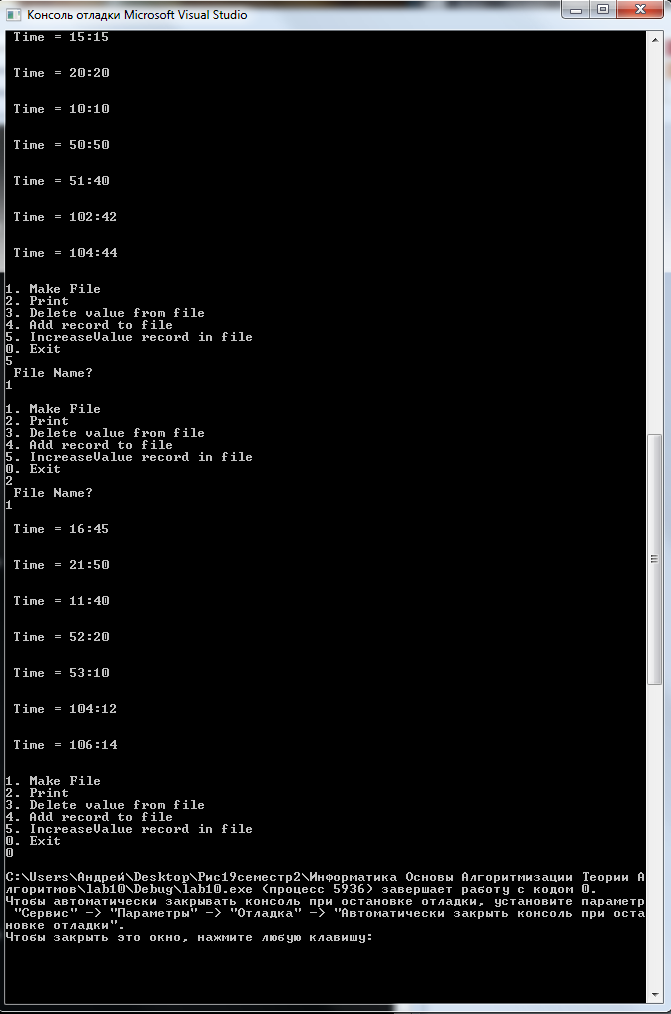 Консоль отладки Microsoft Visual Studio
Time = 15:15
Time = 20:20
Time = 10:10
Time = 50:50
Time = 51:40
Time = 102:42
Time = 104:44
1. Make File
2. Print
3. Delete value from file
4. Add record to file
5. IncreaseValue record in file
0. Exit
5
File Name?
1
1. Make File
2. Print
3. Delete value from file
4. Add record to file
5. IncreaseValue record in file
0. Exit
2
File Name?
1
Time = 16:45
Time = 21:50
Time = 11:40
Time = 52:20
Time = 53:10
Time = 104:12
Time = 106:14
1. Make File
2. Print
3. Delete value from file
4. Add record to file
5. IncreaseValue record in file
0. Exit
0
C:\Users\Андрей\Desktop\Рис19семестр2\Информатика Основы Алгоритмизации Теории А
лгоритмов\lab10\Debug\lab10.exe (процесс 5936) завершает работу с кодом 0.
Чтобы автоматически закрывать консоль при остановке отладки, установите параметр
"Сервис" -> "Параметры" -> "Отладка" -> "Автоматически закрыть консоль при оста
новке отладки".
Чтобы закрыть это окно, нажмите любую клавишу: